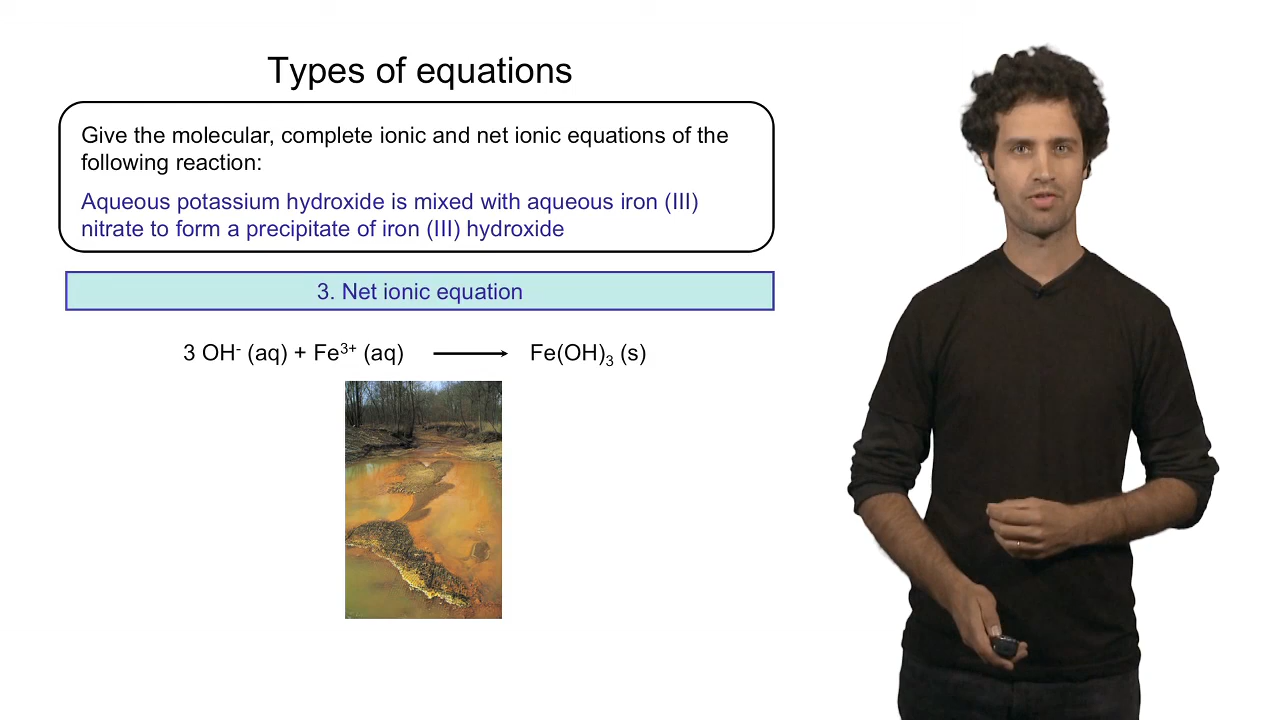 Types of equations
Give the molecular, complete ionic and net ionic equations of the
following reaction:
Aqueous potassium hydroxide is mixed with aqueous iron (III)
nitrate to form a precipitate of iron (III) hydroxide
3. Net ionic equation
3 OH⁻ (aq) + Fe³⁺ (aq) ⟶ Fe(OH)₃ (s)